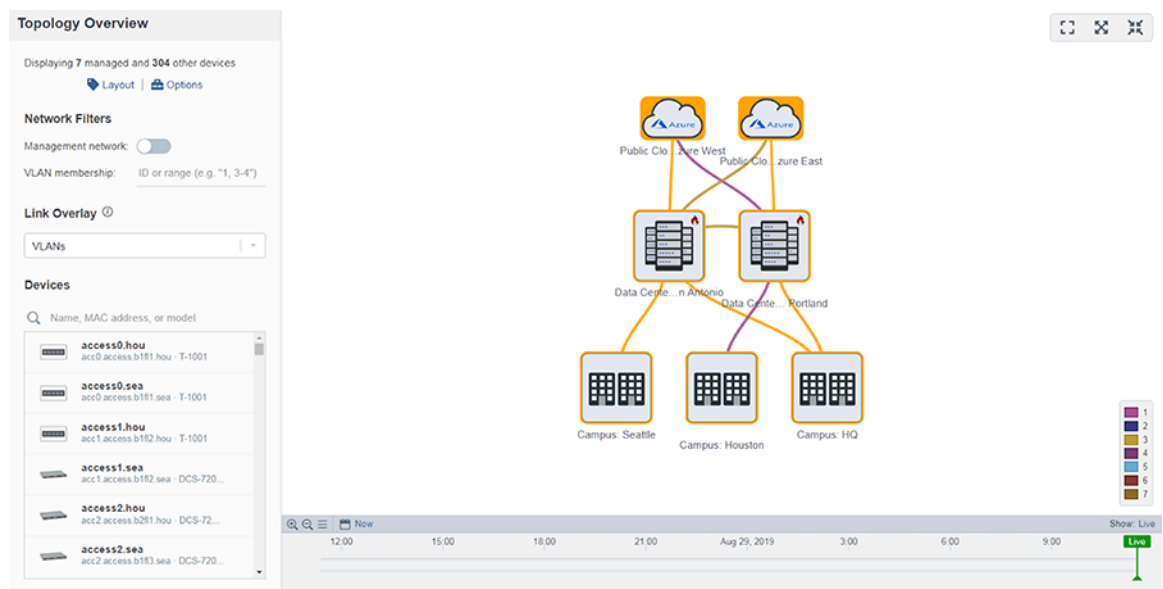 Topology Overview
Displaying 7 managed and 304 other devices
Layout | Options
Network Filters
Management network:
VLAN membership: ID or range (e.g. "1, 3-4")
Link Overlay
VLANs
Devices
Name, MAC address, or model
access0.hou
acc0.access.b1fl1.hou · T-1001
access0.sea
acc0.access.b1fl1.sea · T-1001
access1.hou
acc1.access.b1fl2.hou · T-1001
access1.sea
acc1.access.b1fl2.sea · DCS-720...
access2.hou
acc2.access.b2fl1.hou · DCS-72...
access2.sea
acc2.access.b1fl3.sea · DCS-720...
Azure
Azure
Public Clo...zure West
Public Clo...zure East
Data Cente...n Antonio
Data Cente... Portland
Campus: Seattle
Campus: Houston
Campus: HQ
1
2
3
4
5
6
7
Now
Show: Live
12:00 15:00 18:00 21:00 Aug 29, 2019 3:00 6:00 9:00 Live